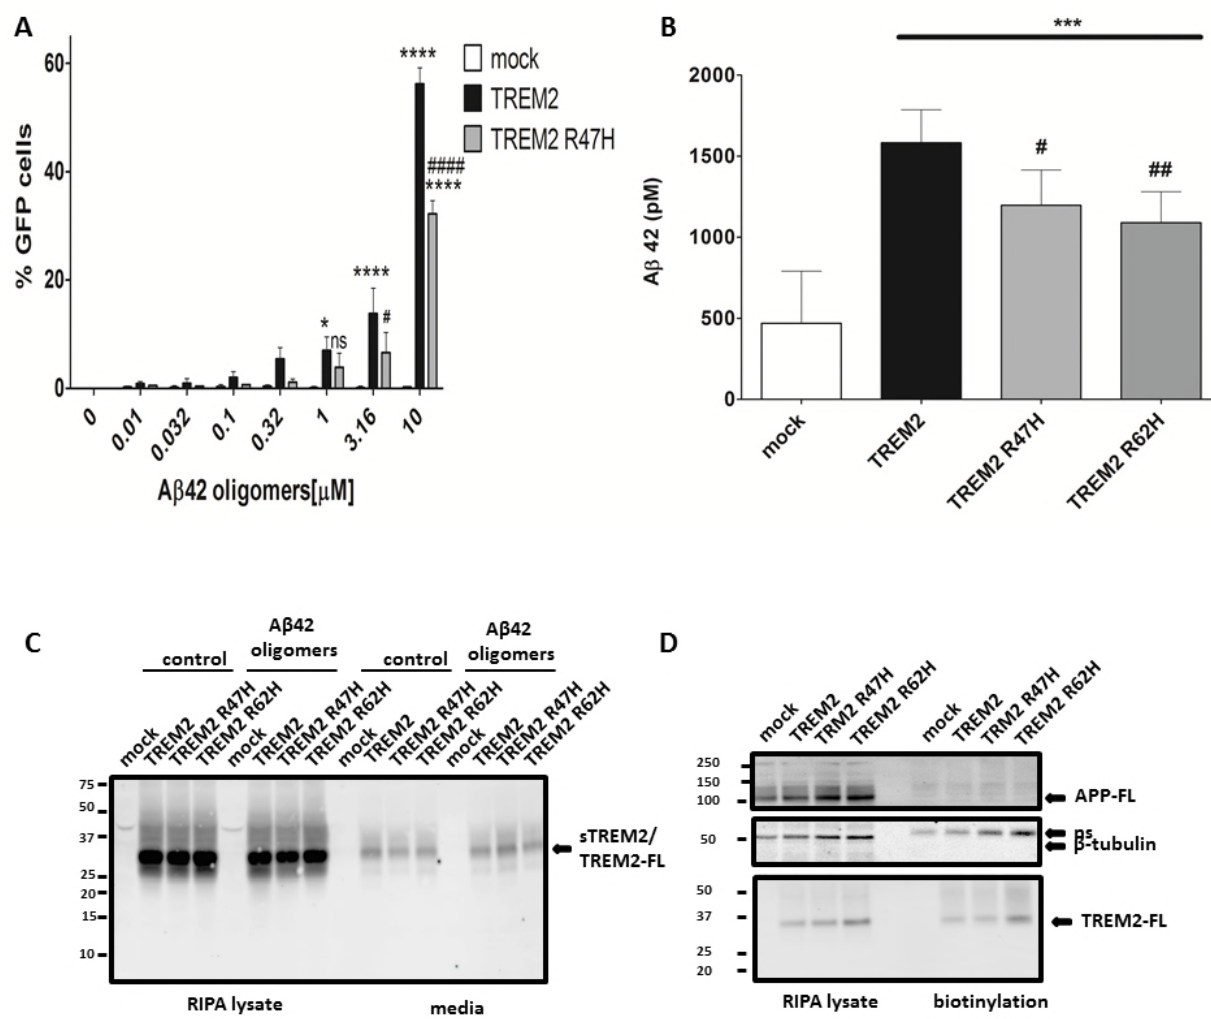 A
****
60
mock
TREM2
TREM2 R47H
40
####
****
% GFP cells
20
****
*
#
ns
0
0
0.01
0.032
0.1
0.32
1
3.16
10
Aβ42 oligomers[μM]
B
***
2000
1500
1000
500
0
#
##
Aβ 42 (pM)
mock
TREM2
TREM2 R47H
TREM2 R62H
C
control
Aβ42
oligomers
control
Aβ42
oligomers
mock
TREM2
TREM2 R47H
TREM2 R62H
mock
TREM2
TREM2 R47H
TREM2 R62H
mock
TREM2
TREM2 R47H
TREM2 R62H
mock
TREM2
TREM2 R47H
TREM2 R62H
75
50
37
25
20
15
10
sTREM2/
TREM2-FL
RIPA lysate
media
D
mock
TREM2
TRM2 R47H
TREM2 R62H
mock
TREM2
TRM2 R47H
TREM2 R62H
250
150
100
APP-FL
50
ns
β-tubulin
50
37
25
20
TREM2-FL
RIPA lysate
biotinylation